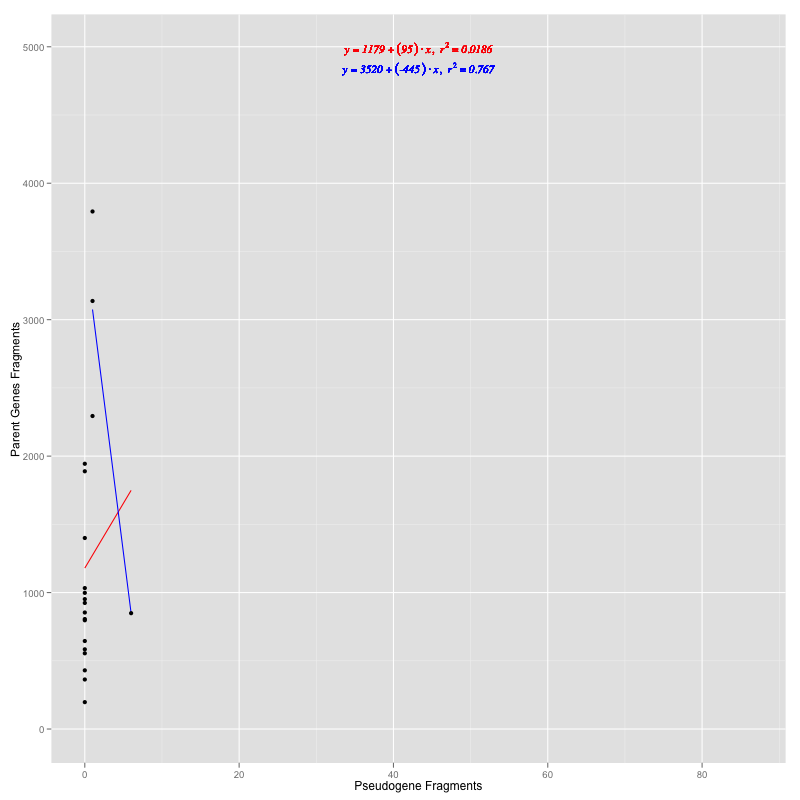 y = 1179 + (95) · x, r² = 0.0186
y = 3520 + (-445) · x, r² = 0.767
5000
4000
3000
2000
1000
0
Parent Genes Fragments
0 20 40 60 80
Pseudogene Fragments